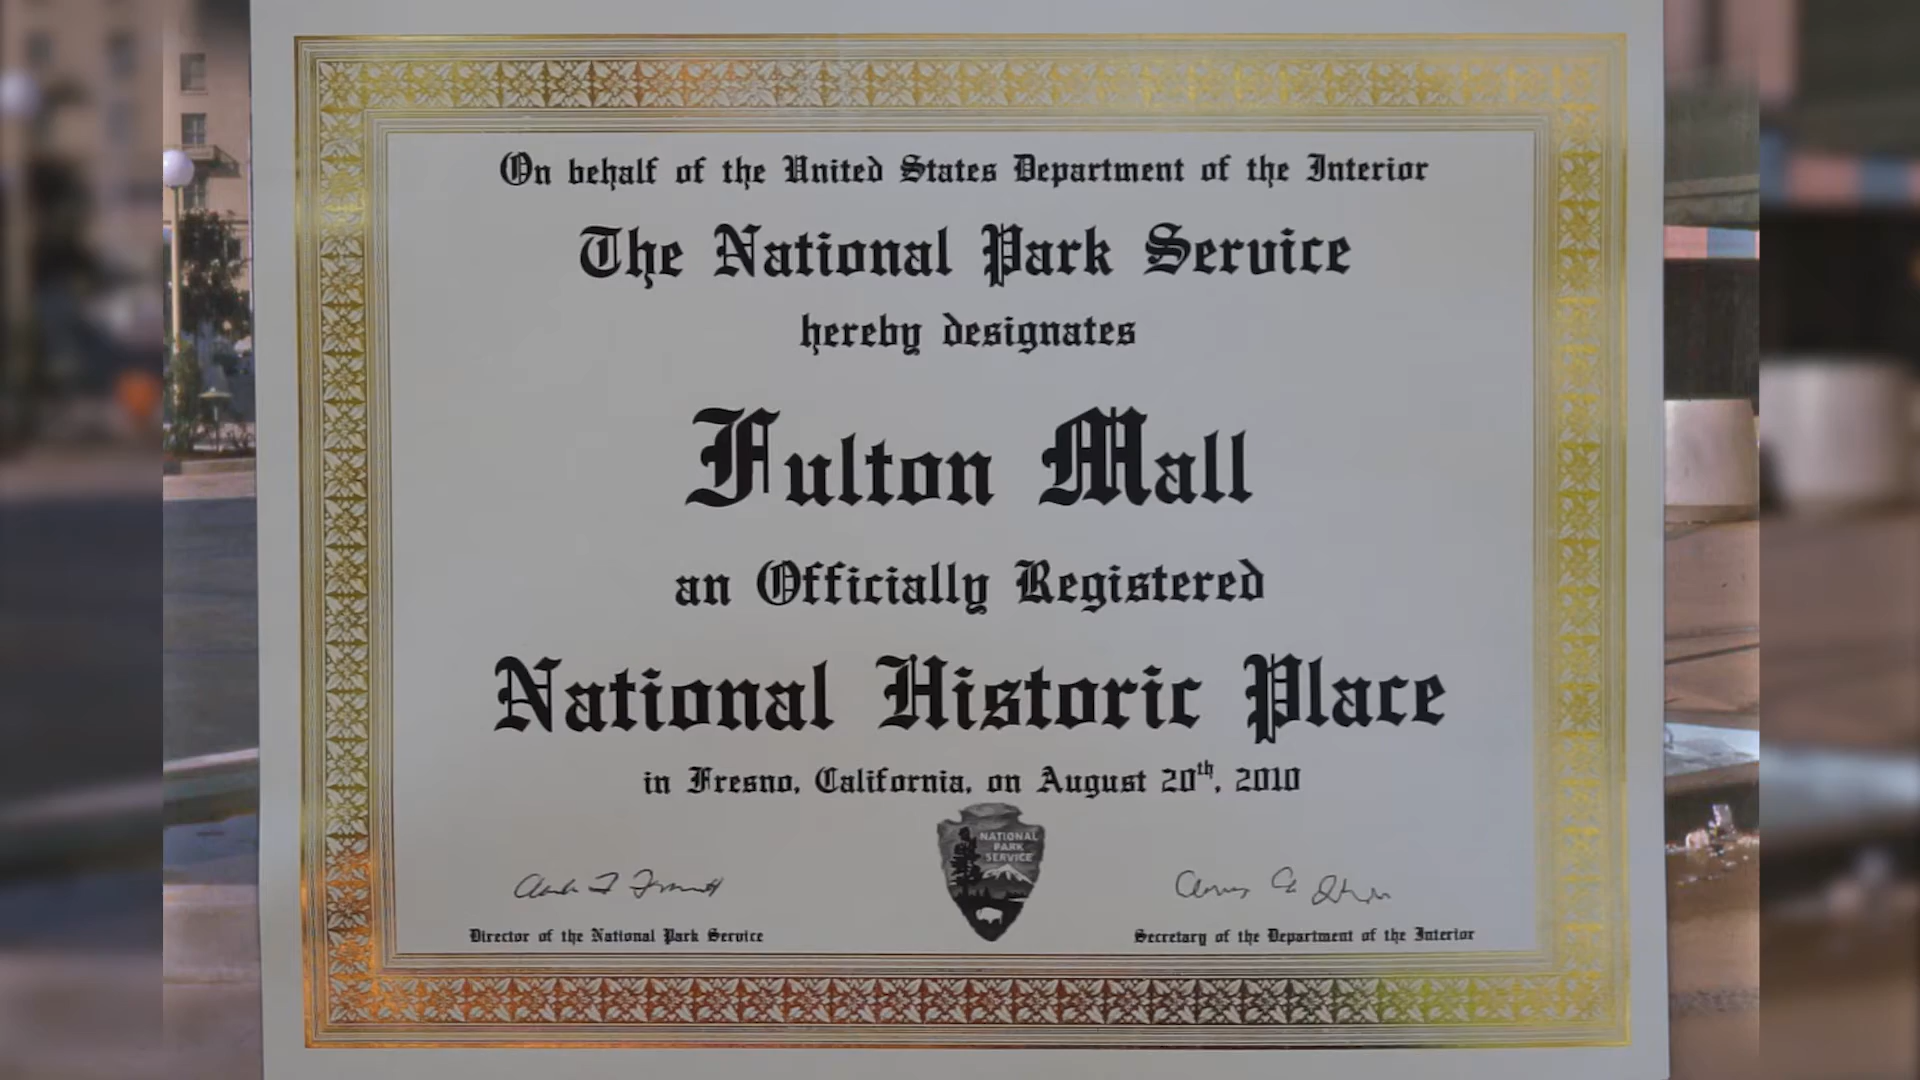 On behalf of the United States Department of the Interior
The National Park Service
hereby designates
Fulton Mall
an Officially Registered
National Historic Place
in Fresno, California, on August 20th, 2010
NATIONAL
PARK
SERVICE
Director of the National Park Service
Secretary of the Department of the Interior